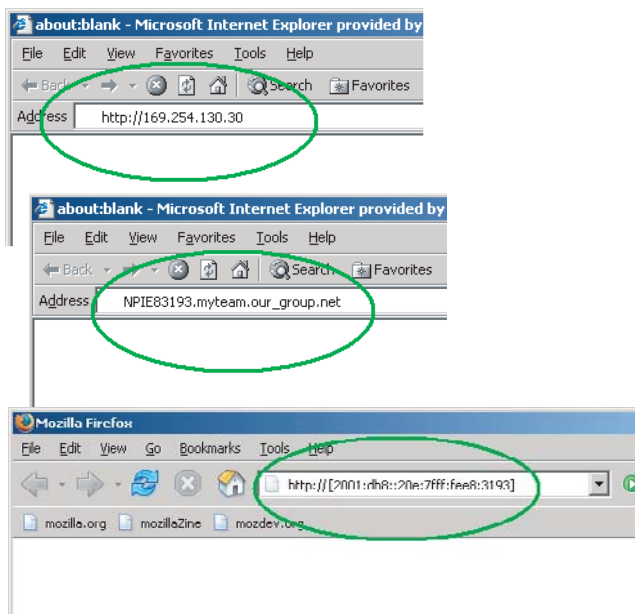 about:blank - Microsoft Internet Explorer provided by
File Edit View Favorites Tools Help
Back Search Favorites
Address http://169.254.130.30
about:blank - Microsoft Internet Explorer provided by
File Edit View Favorites Tools Help
Back Search Favorites
Address NPIE83193.myteam.our_group.net
Mozilla Firefox
File Edit View Go Bookmarks Tools Help
http://[2001:db8::20e:7fff:fee8:3193]
mozilla.org mozillaZine mozdev.org